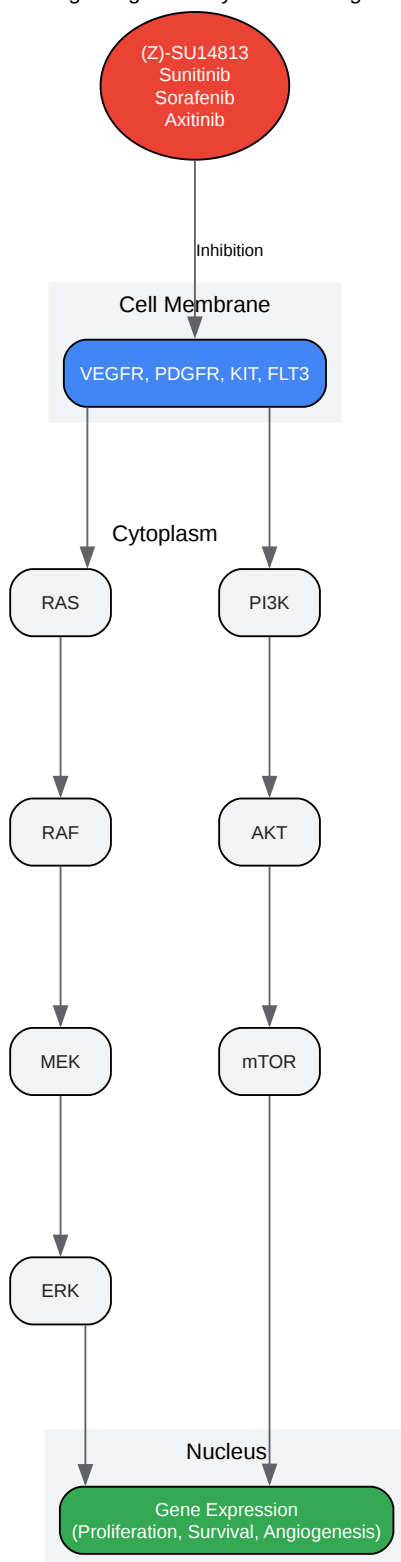 (Z)-SU14813
Sunitinib
Sorafenib
Axitinib
Inhibition
Cell Membrane
VEGFR, PDGFR, KIT, FLT3
Cytoplasm
RAS
PI3K
RAF
AKT
MEK
mTOR
ERK
Nucleus
Gene Expression
(Proliferation, Survival, Angiogenesis)